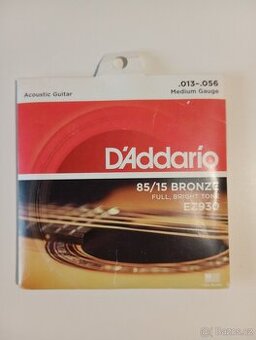 .013-.056
Acoustic Guitar
Medium Gauge
D'Addario
85/15 BRONZE
FULL, BRIGHT TONE
EZ930